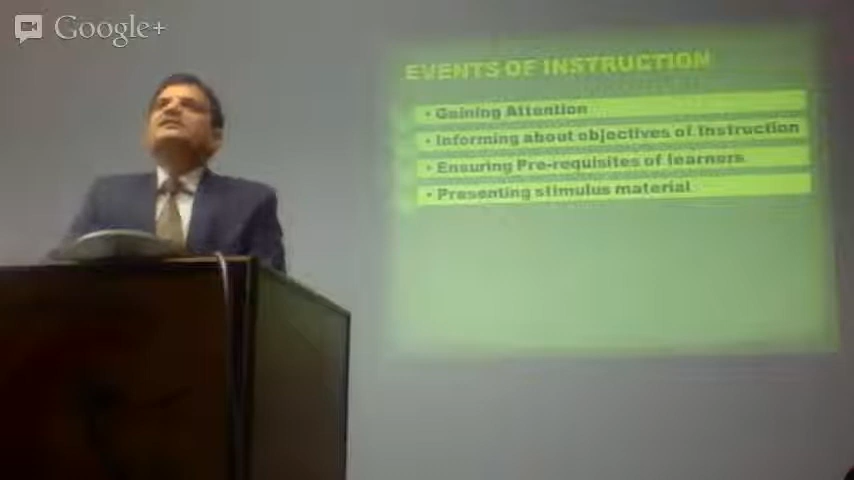 Google+
EVENTS OF INSTRUCTION
• Gaining Attention
• Informing about objectives of Instruction
• Ensuring Pre-requisites of learners
• Presenting stimulus material